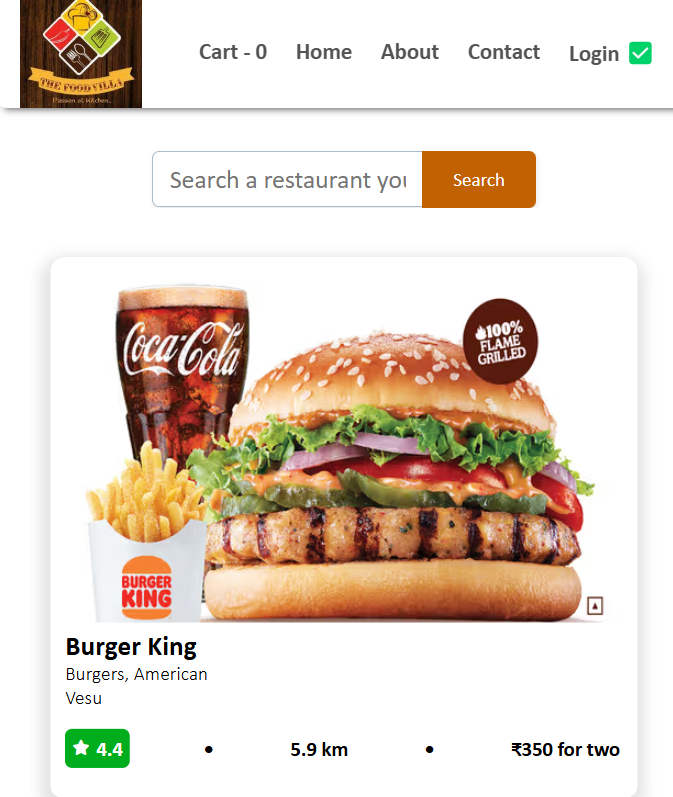 THE FOOD VILLA
Passion of Kitchen..
Cart - 0
Home
About
Contact
Login
Search a restaurant you
Search
Coca-Cola
100%
FLAME
GRILLED
BURGER
KING
Burger King
Burgers, American
Vesu
4.4 • 5.9 km • ₹350 for two